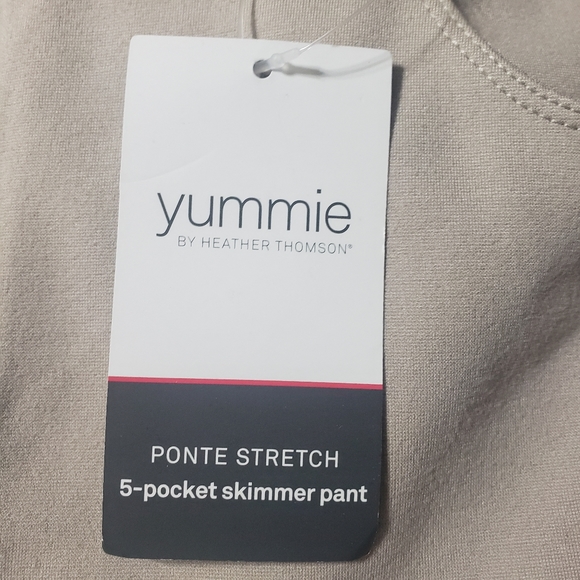 yummie
BY HEATHER THOMSON®
PONTE STRETCH
5-pocket skimmer pant